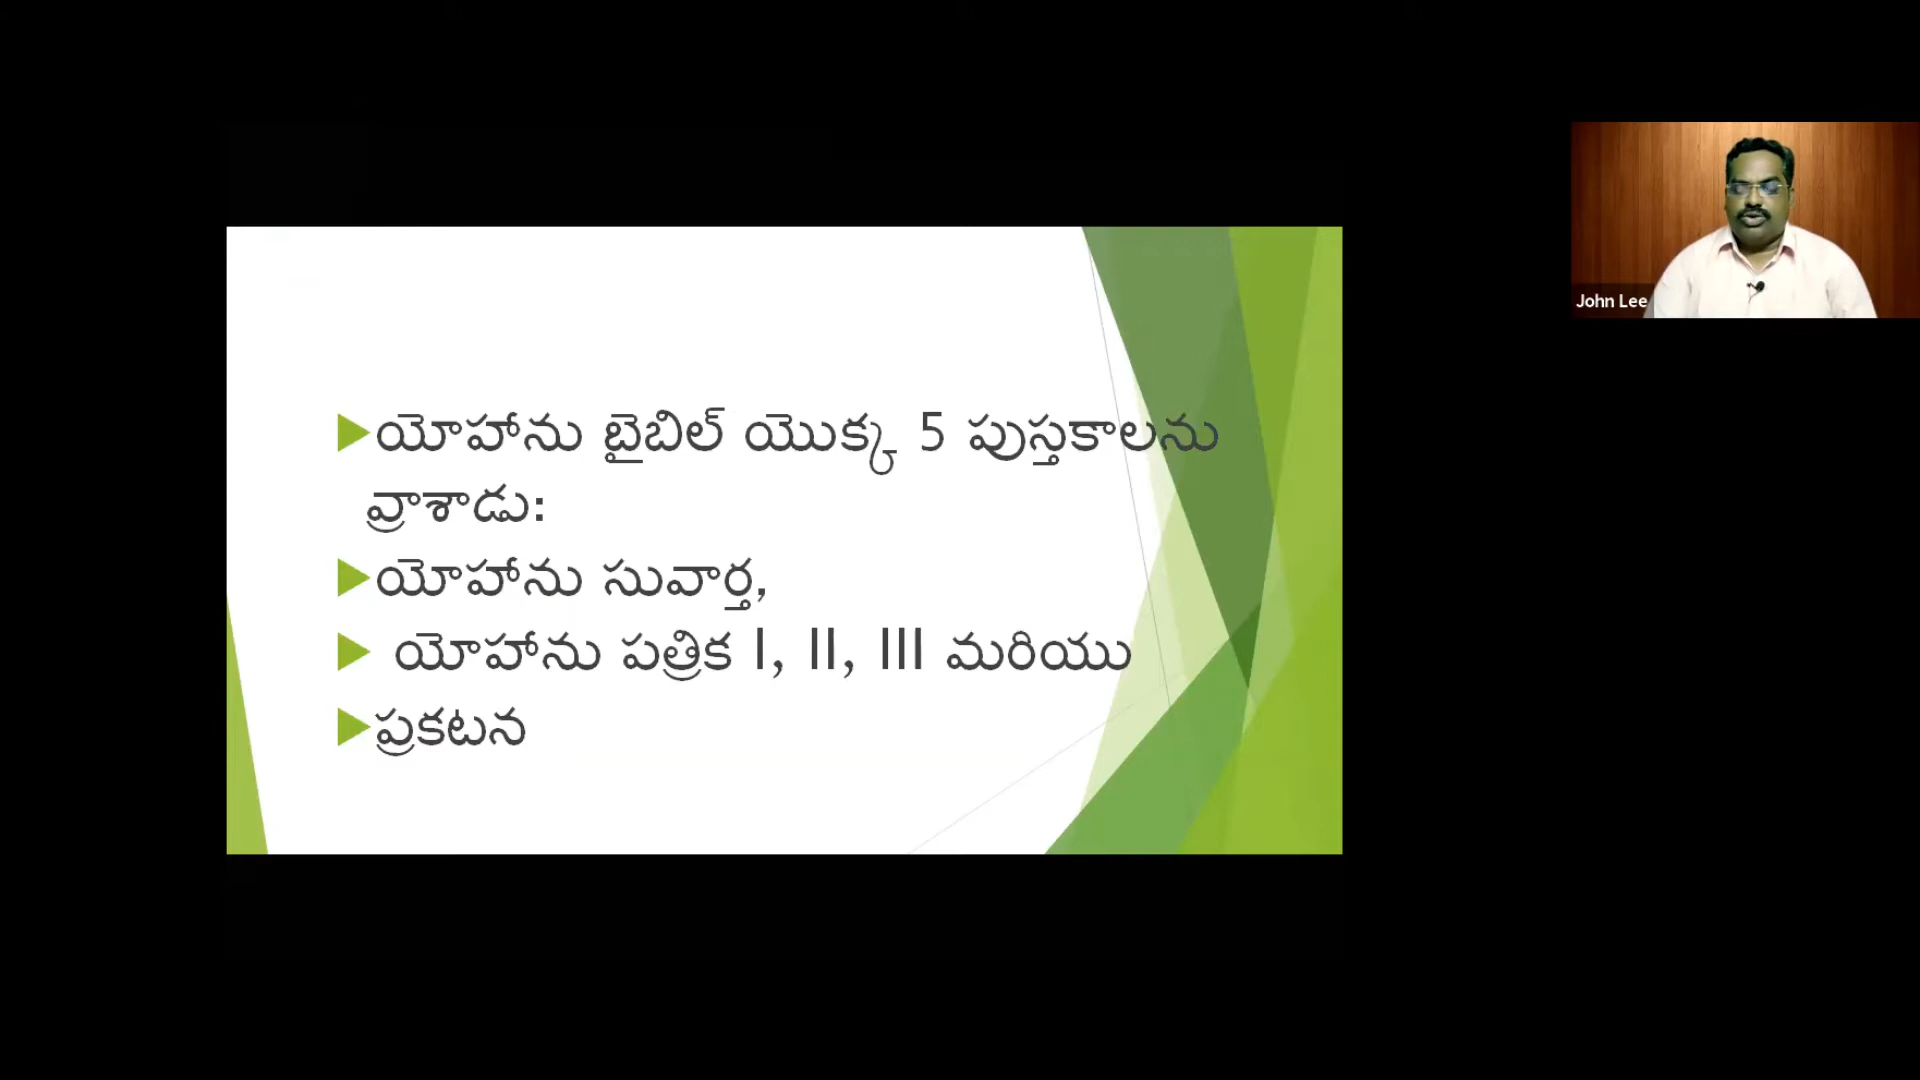 యోహాను బైబిల్ యొక్క 5 పుస్తకాలను
వ్రాశాడు:
యోహాను సువార్త,
యోహాను పత్రిక I, II, III మరియు
ప్రకటన
John Lee